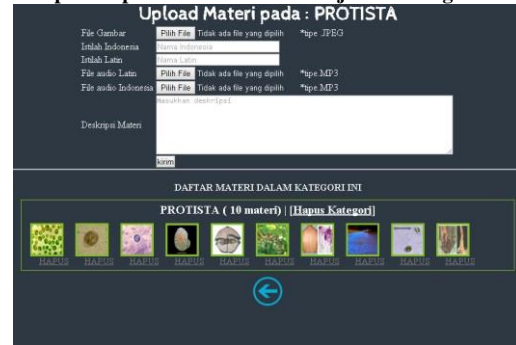 Upload Materi pada : PROTISTA
File Gambar Pilih File Tidak ada file yang dipilih *tipe .JPEG
Istilah Indonesia Nama Indonesia
Istilah Latin Nama Latin
File audio Latin Pilih File Tidak ada file yang dipilih *tipe.MP3
File audio Indonesia Pilih File Tidak ada file yang dipilih *tipe.MP3
Masukkan deskripsi
Deskripsi Materi
kirim
DAFTAR MATERI DALAM KATEGORI INI
PROTISTA ( 10 materi) | [Hapus Kategori]
HAPUS HAPUS HAPUS HAPUS HAPUS HAPUS HAPUS HAPUS HAPUS HAPUS